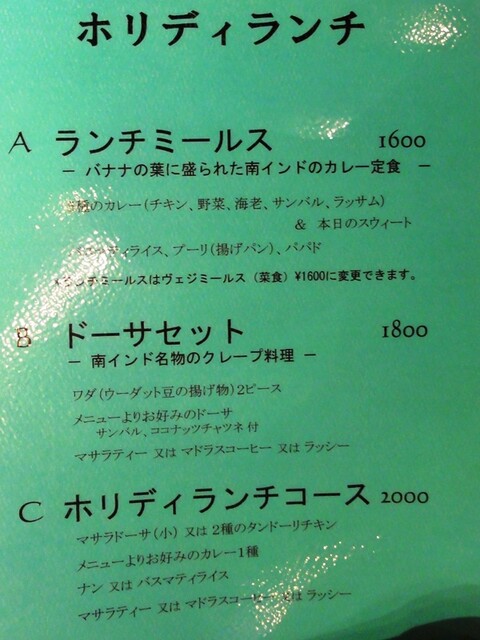 ホリディランチ
A ランチミールス 1600
― バナナの葉に盛られた南インドのカレー定食 ―
種のカレー(チキン、野菜、海老、サンバル、ラッサム)
& 本日のスウィート
バスマティライス、プーリ(揚げパン)、パパド
ランチミールスはヴェジミールス (菜食) ¥1600に変更できます。
B ドーサセット 1800
― 南インド名物のクレープ料理 ―
ワダ(ウーダット豆の揚げ物)2ピース
メニューよりお好みのドーサ
サンバル、ココナッツチャツネ 付
マサラティー 又は マドラスコーヒー 又は ラッシー
C ホリディランチコース 2000
マサラドーサ(小) 又は 2種のタンドーリチキン
メニューよりお好みのカレー1種
ナン 又は バスマティライス
マサラティー 又は マドラスコーヒー 又は ラッシー